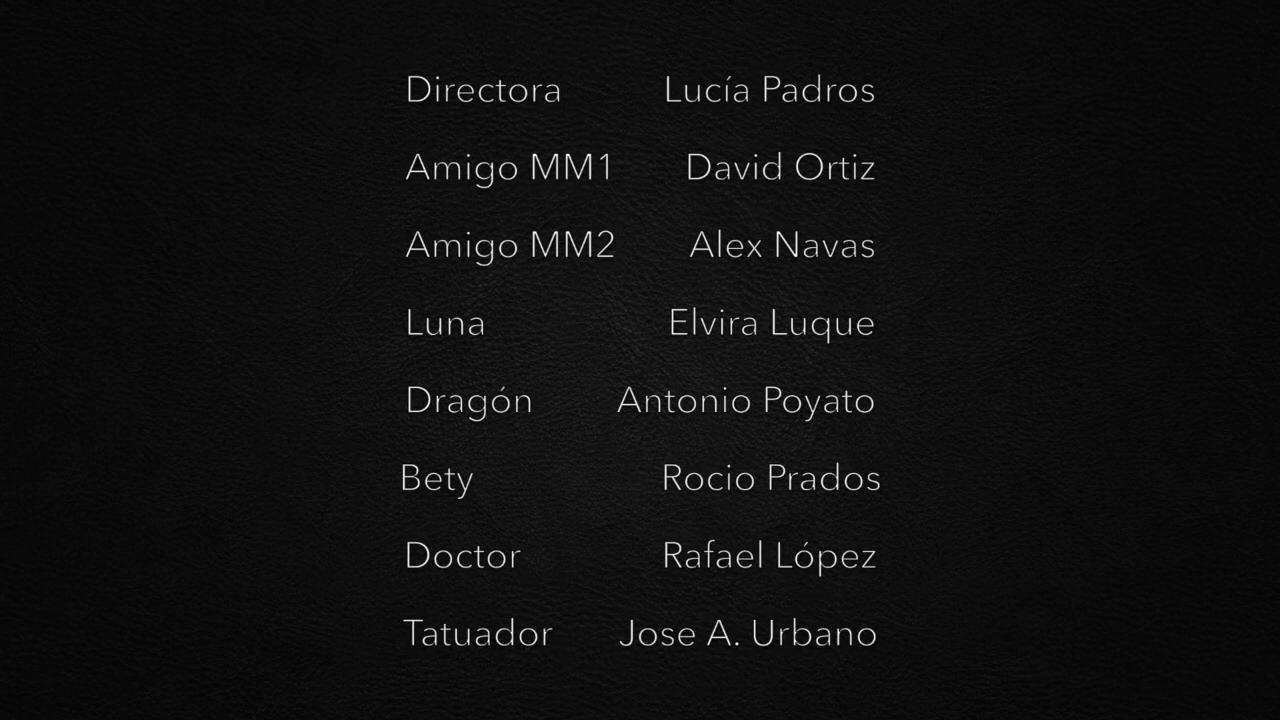 Directora Lucía Padros
Amigo MM1 David Ortiz
Amigo MM2 Alex Navas
Luna Elvira Luque
Dragón Antonio Poyato
Bety Rocio Prados
Doctor Rafael López
Tatuador Jose A. Urbano